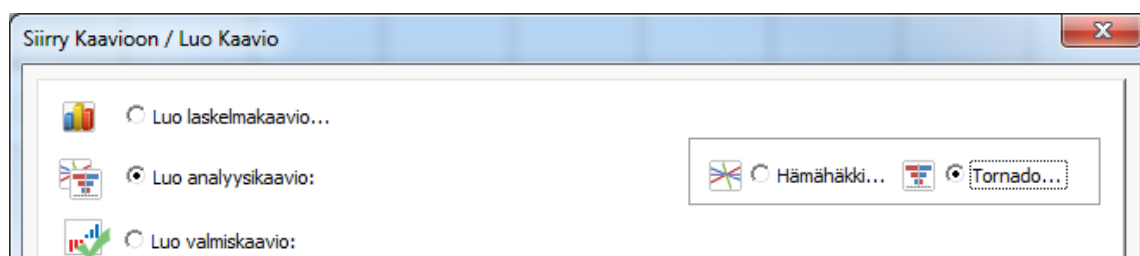 Siirry Kaavioon / Luo Kaavio
Luo laskelmakaavio...
Luo analyysikaavio:
Hämähäkki... Tornado...
Luo valmiskaavio: